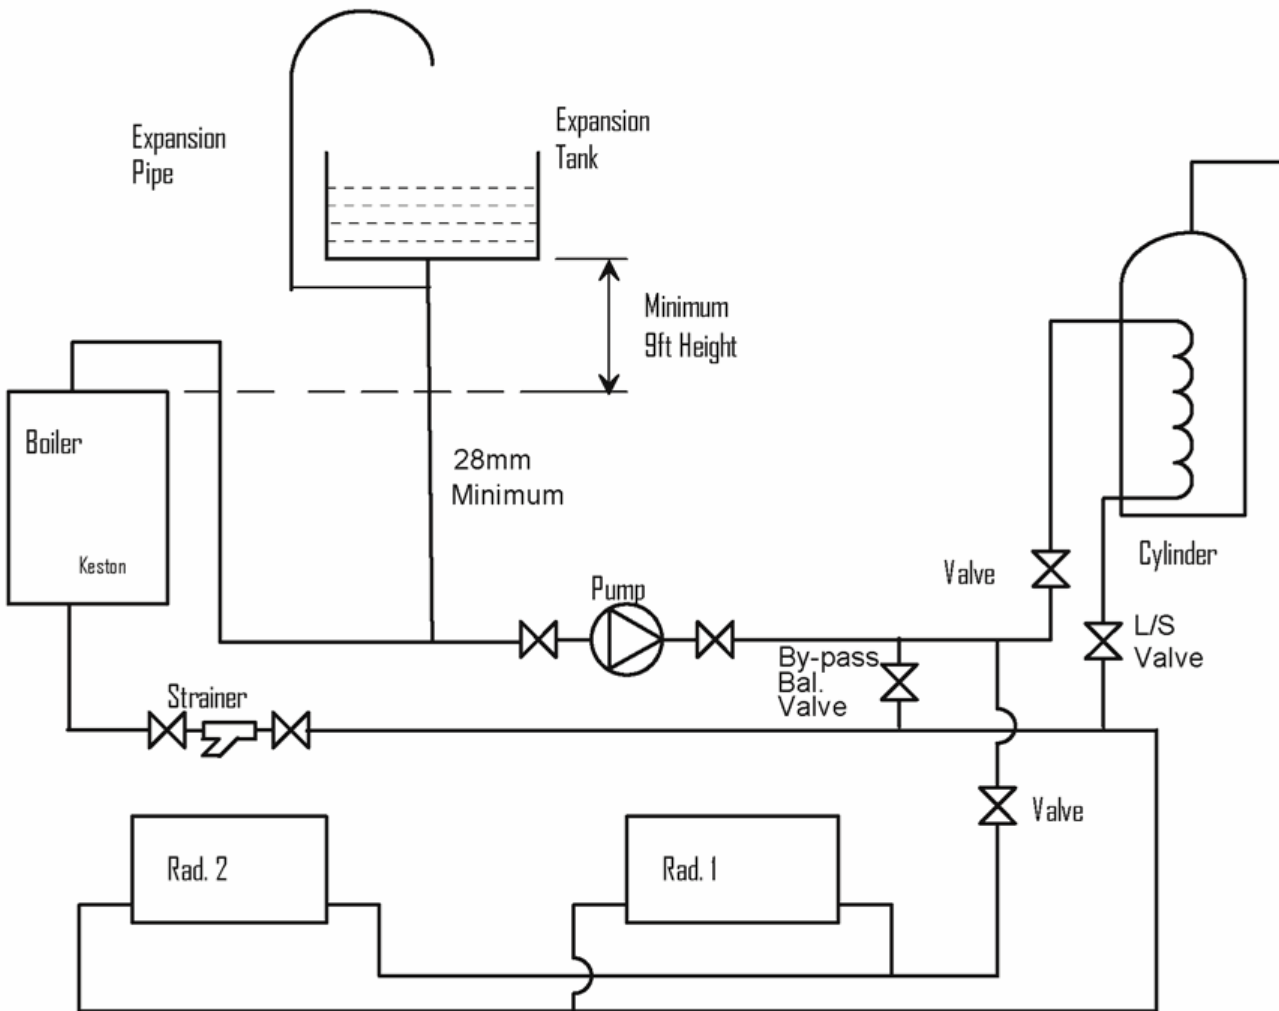 Expansion
Pipe
Expansion
Tank
Minimum
9ft Height
Boiler
28mm
Minimum
Keston
Cylinder
Valve
Pump
L/S
Valve
By-pass
Bal.
Valve
Strainer
Valve
Rad. 2
Rad. 1